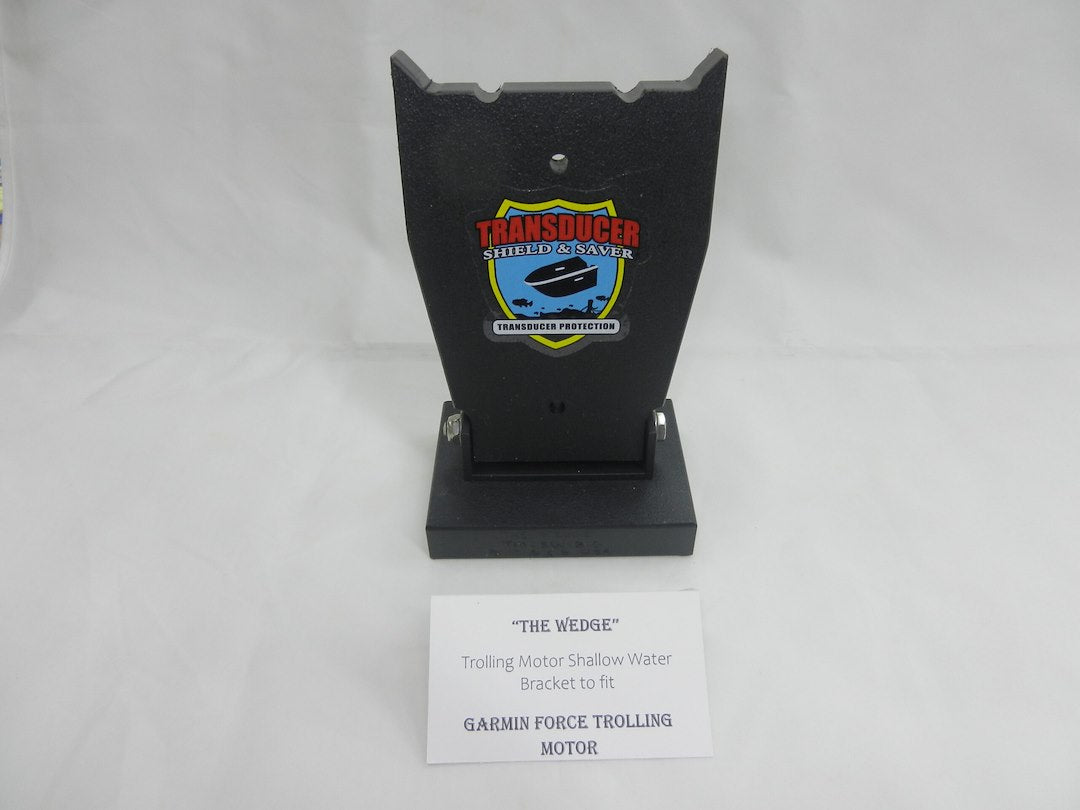 TRANSDUCER
SHIELD & SAVER
TRANSDUCER PROTECTION
“THE WEDGE”
Trolling Motor Shallow Water
Bracket to fit
GARMIN FORCE TROLLING
MOTOR